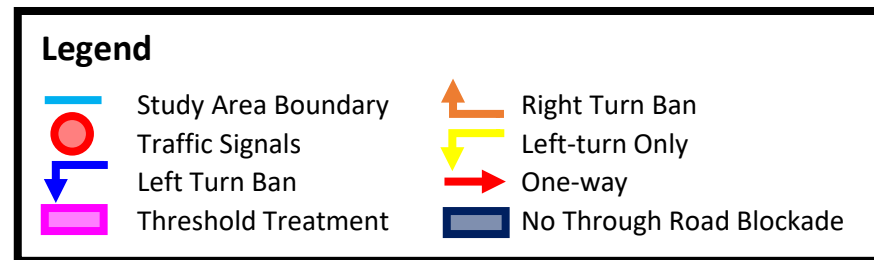 Legend
Study Area Boundary
Traffic Signals
Left Turn Ban
Threshold Treatment
Right Turn Ban
Left-turn Only
One-way
No Through Road Blockade